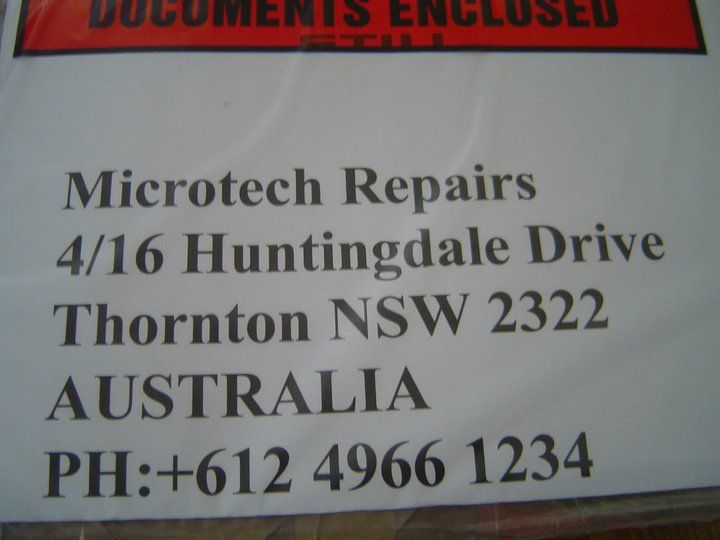 DOCUMENTS ENCLOSED
Microtech Repairs
4/16 Huntingdale Drive
Thornton NSW 2322
AUSTRALIA
PH:+612 4966 1234